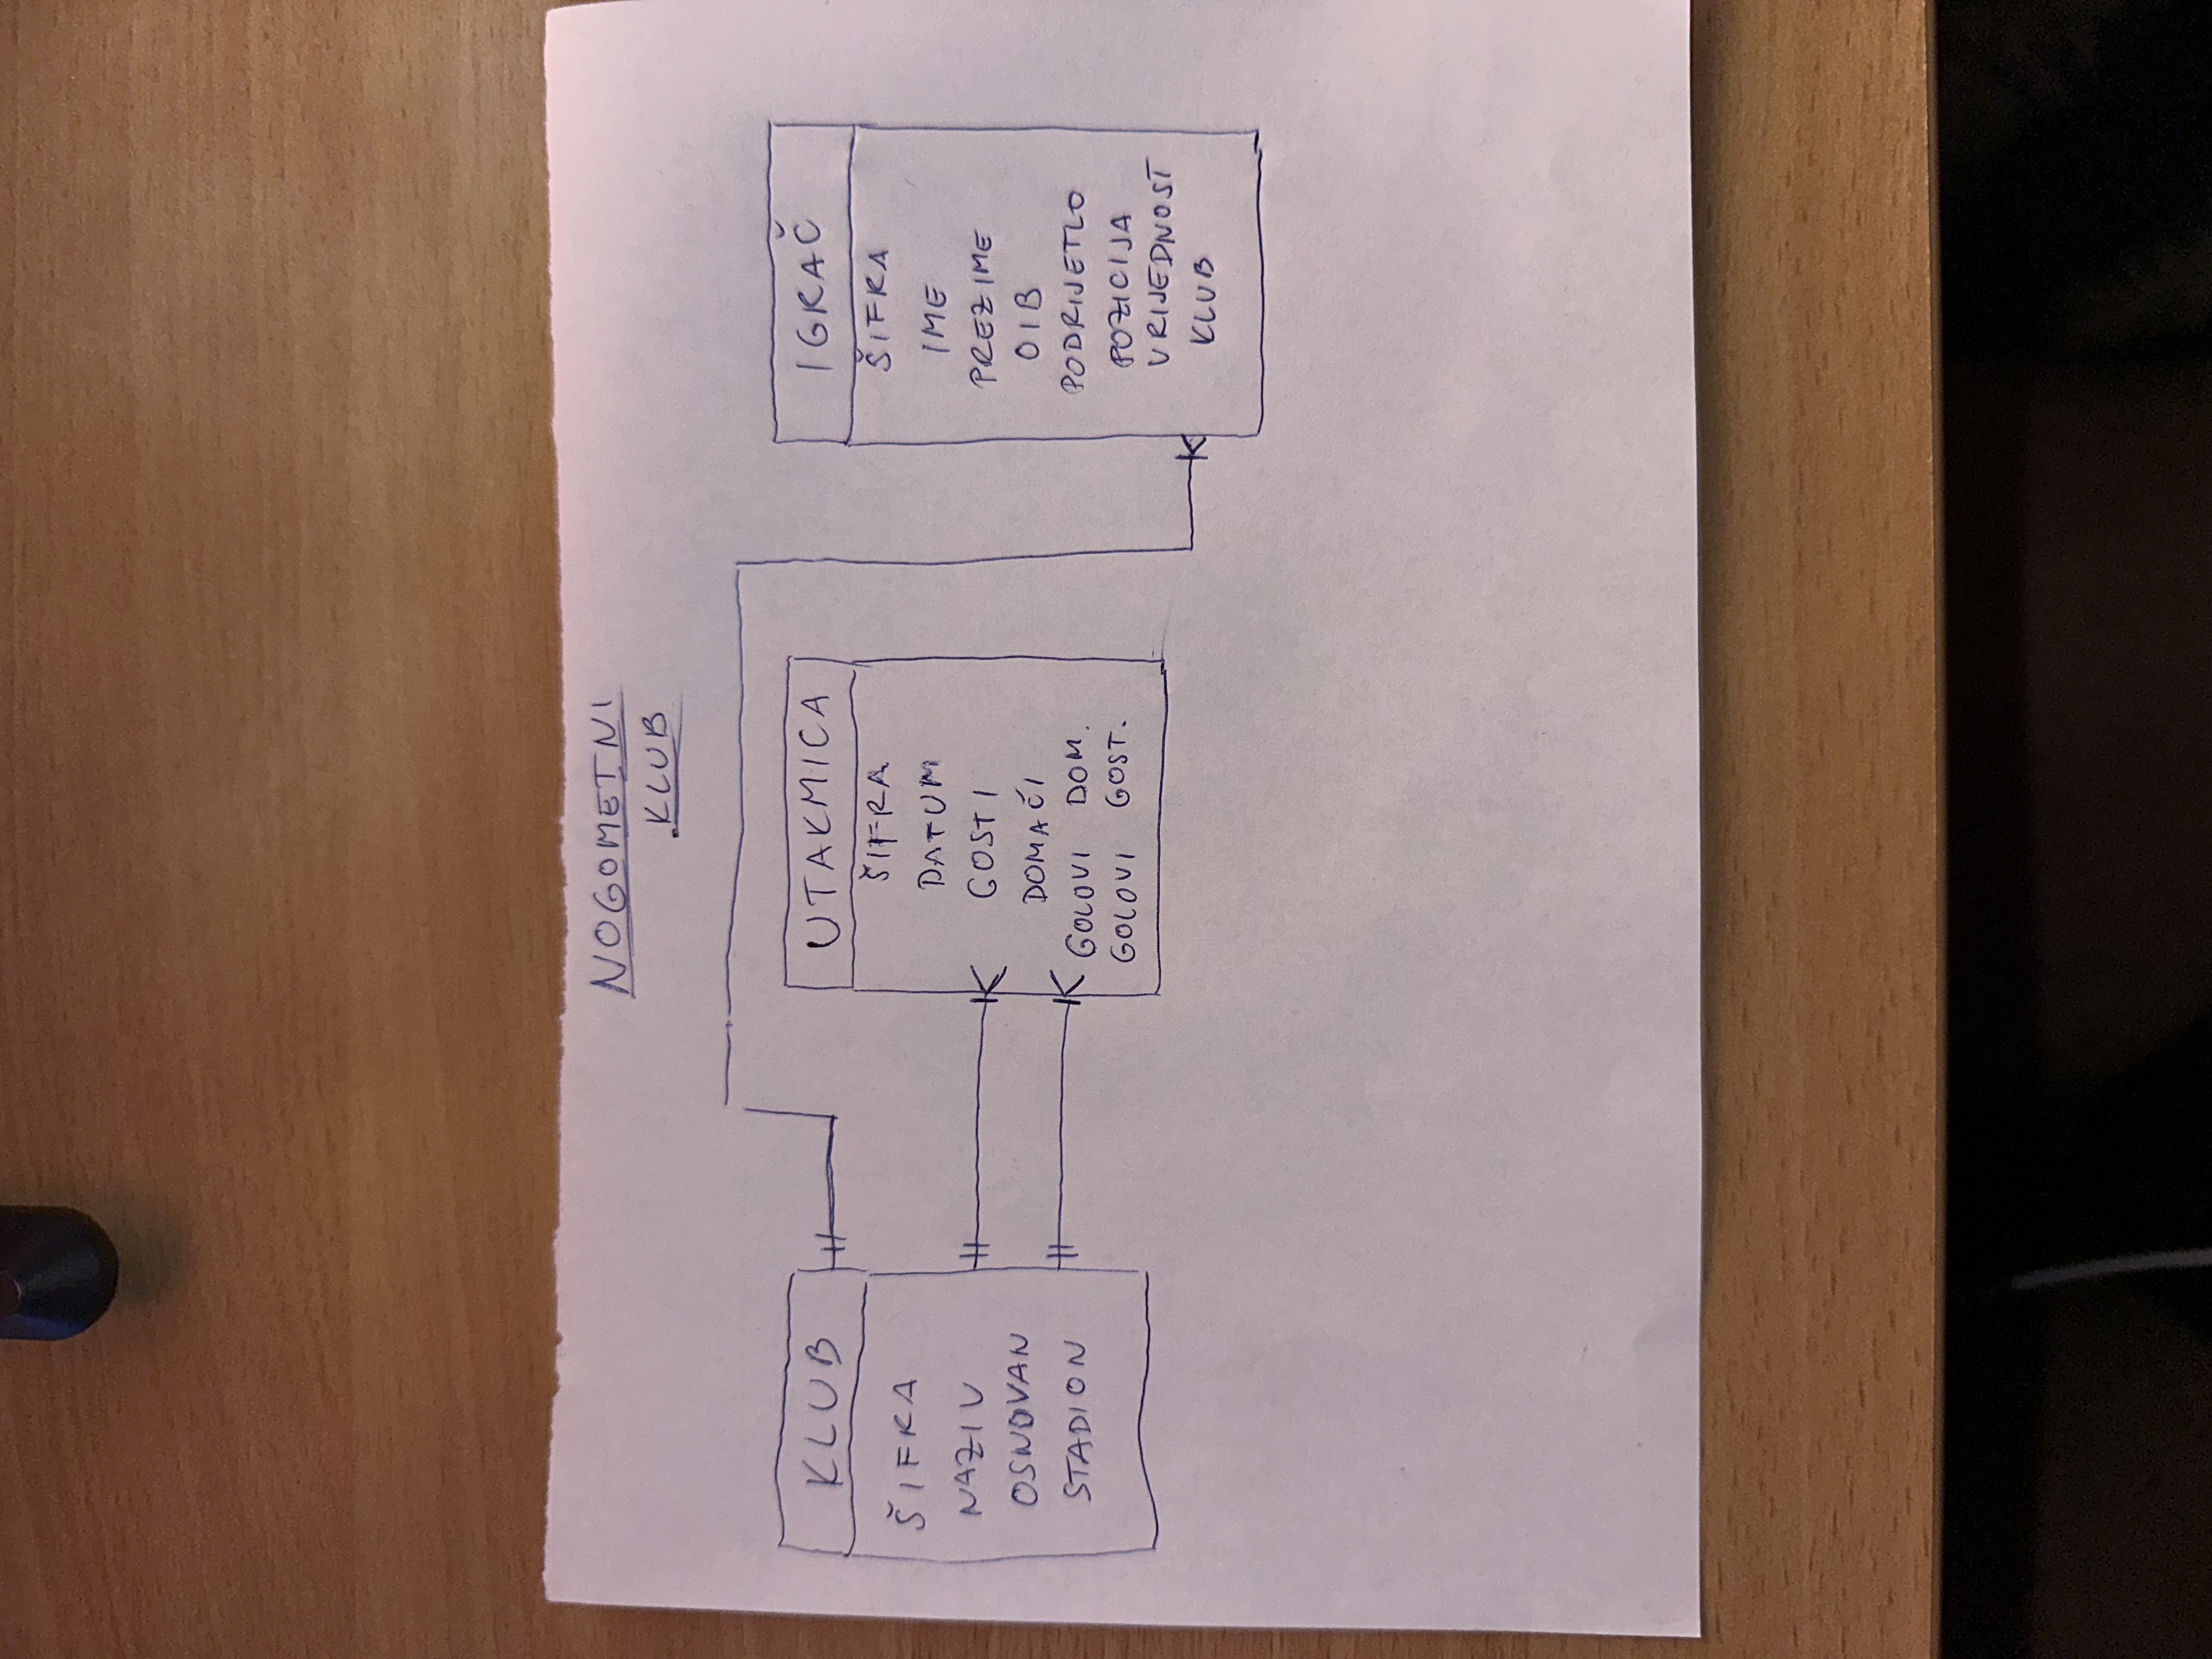 NOGOMETNI
KLUB
KLUB
ŠIFRA
NAZIV
OSNOVAN
STADION
UTAKMICA
ŠIFRA
DATUM
GOSTI
DOMAĆI
GOLOVI DOM.
GOLOVI GOST.
IGRAČ
ŠIFRA
IME
PREZIME
OIB
PODRIJETLO
POZICIJA
VRIJEDNOST
KLUB